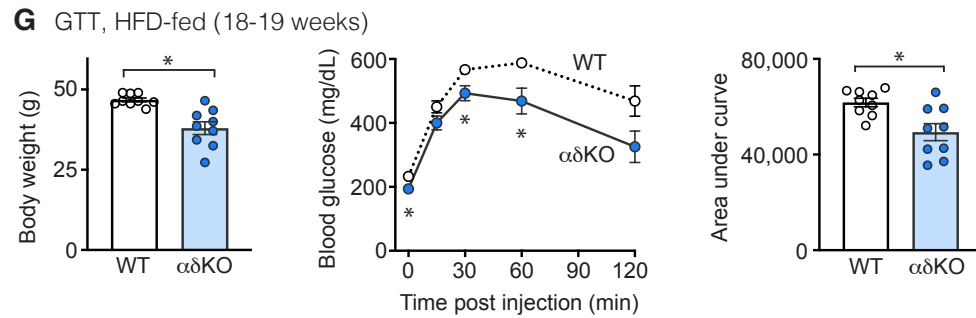 G GTT, HFD-fed (18-19 weeks)
Body weight (g)
50
25
0
*
WT
αδKO
Blood glucose (mg/dL)
600
400
200
0
WT
αδKO
*
*
*
0 30 60 90 120
Time post injection (min)
Area under curve
80,000
40,000
0
*
WT
αδKO